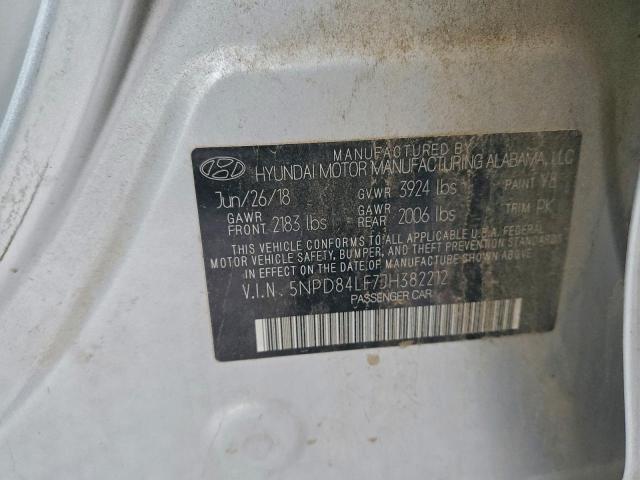 MANUFACTURED BY
HYUNDAI MOTOR MANUFACTURING ALABAMA, LLC
Jun/26/18 GVWR 3924 lbs PAINT Y8
GAWR FRONT 2183 lbs GAWR REAR 2006 lbs TRIM PK
THIS VEHICLE CONFORMS TO ALL APPLICABLE U.S.A. FEDERAL
MOTOR VEHICLE SAFETY, BUMPER, AND THEFT PREVENTION STANDARDS
IN EFFECT ON THE DATE OF MANUFACTURE SHOWN ABOVE
V.I.N. 5NPD84LF7JH382212
PASSENGER CAR